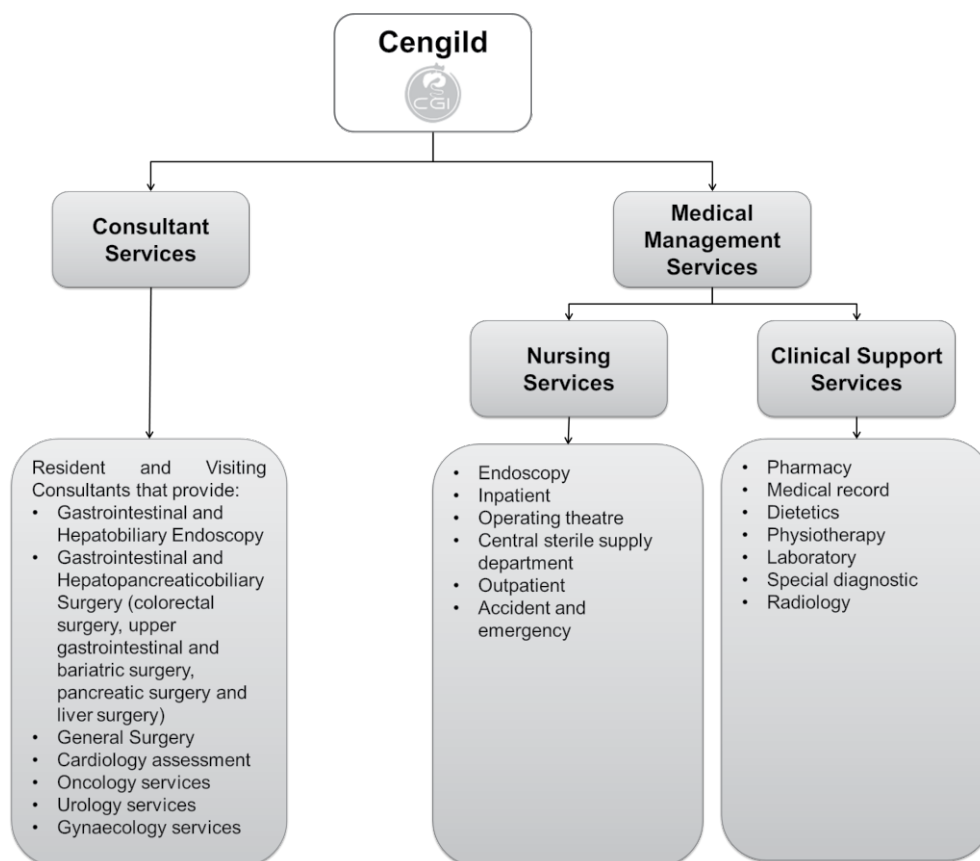 Cengild
CGI
Consultant
Services
Medical
Management
Services
Nursing
Services
Clinical Support
Services
Resident and Visiting
Consultants that provide:
• Gastrointestinal and
Hepatobiliary Endoscopy
• Gastrointestinal and
Hepatopancreaticobiliary
Surgery (colorectal
surgery, upper
gastrointestinal and
bariatric surgery,
pancreatic surgery and
liver surgery)
• General Surgery
• Cardiology assessment
• Oncology services
• Urology services
• Gynaecology services
• Endoscopy
• Inpatient
• Operating theatre
• Central sterile supply
department
• Outpatient
• Accident and
emergency
• Pharmacy
• Medical record
• Dietetics
• Physiotherapy
• Laboratory
• Special diagnostic
• Radiology